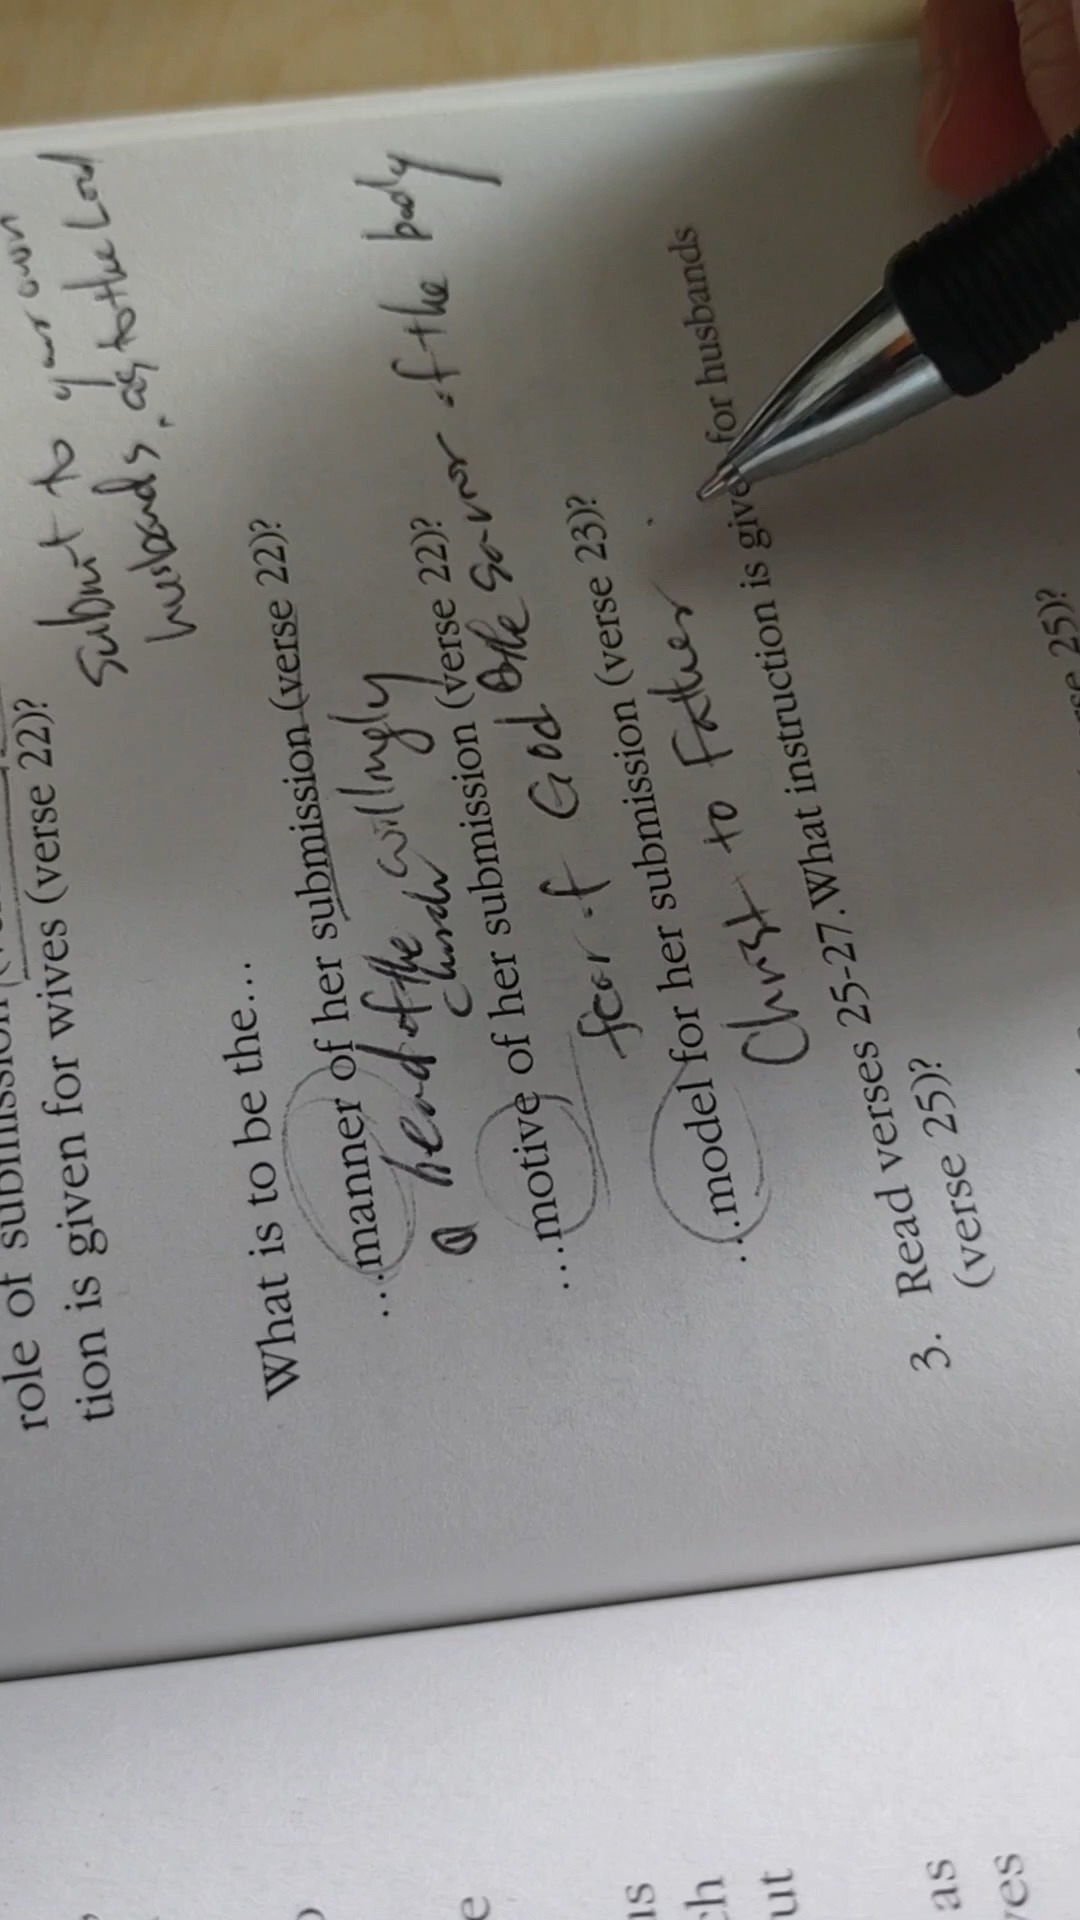 role of submission
tion is given for wives (verse 22)?
submit to your own
husbands, as to the Lord
What is to be the...
...manner of her submission (verse 22)?
willingly
head of the church
the Savior of the body
...motive of her submission (verse 22)?
fear of God
...model for her submission (verse 23)?
Christ to Father
3. Read verses 25-27. What instruction is give for husbands
(verse 25)?
25)?
e
us
ch
ut
as
ves